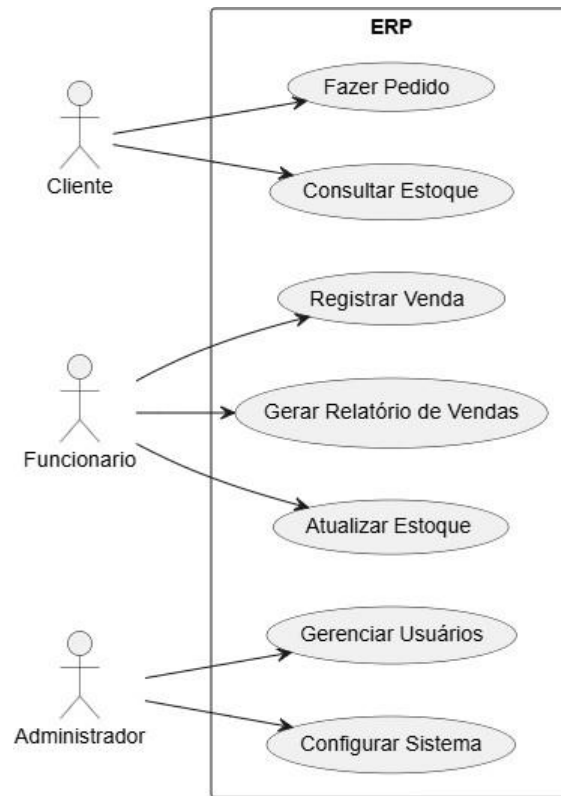 ERP
Fazer Pedido
Cliente
Consultar Estoque
Registrar Venda
Gerar Relatório de Vendas
Funcionario
Atualizar Estoque
Gerenciar Usuários
Administrador
Configurar Sistema